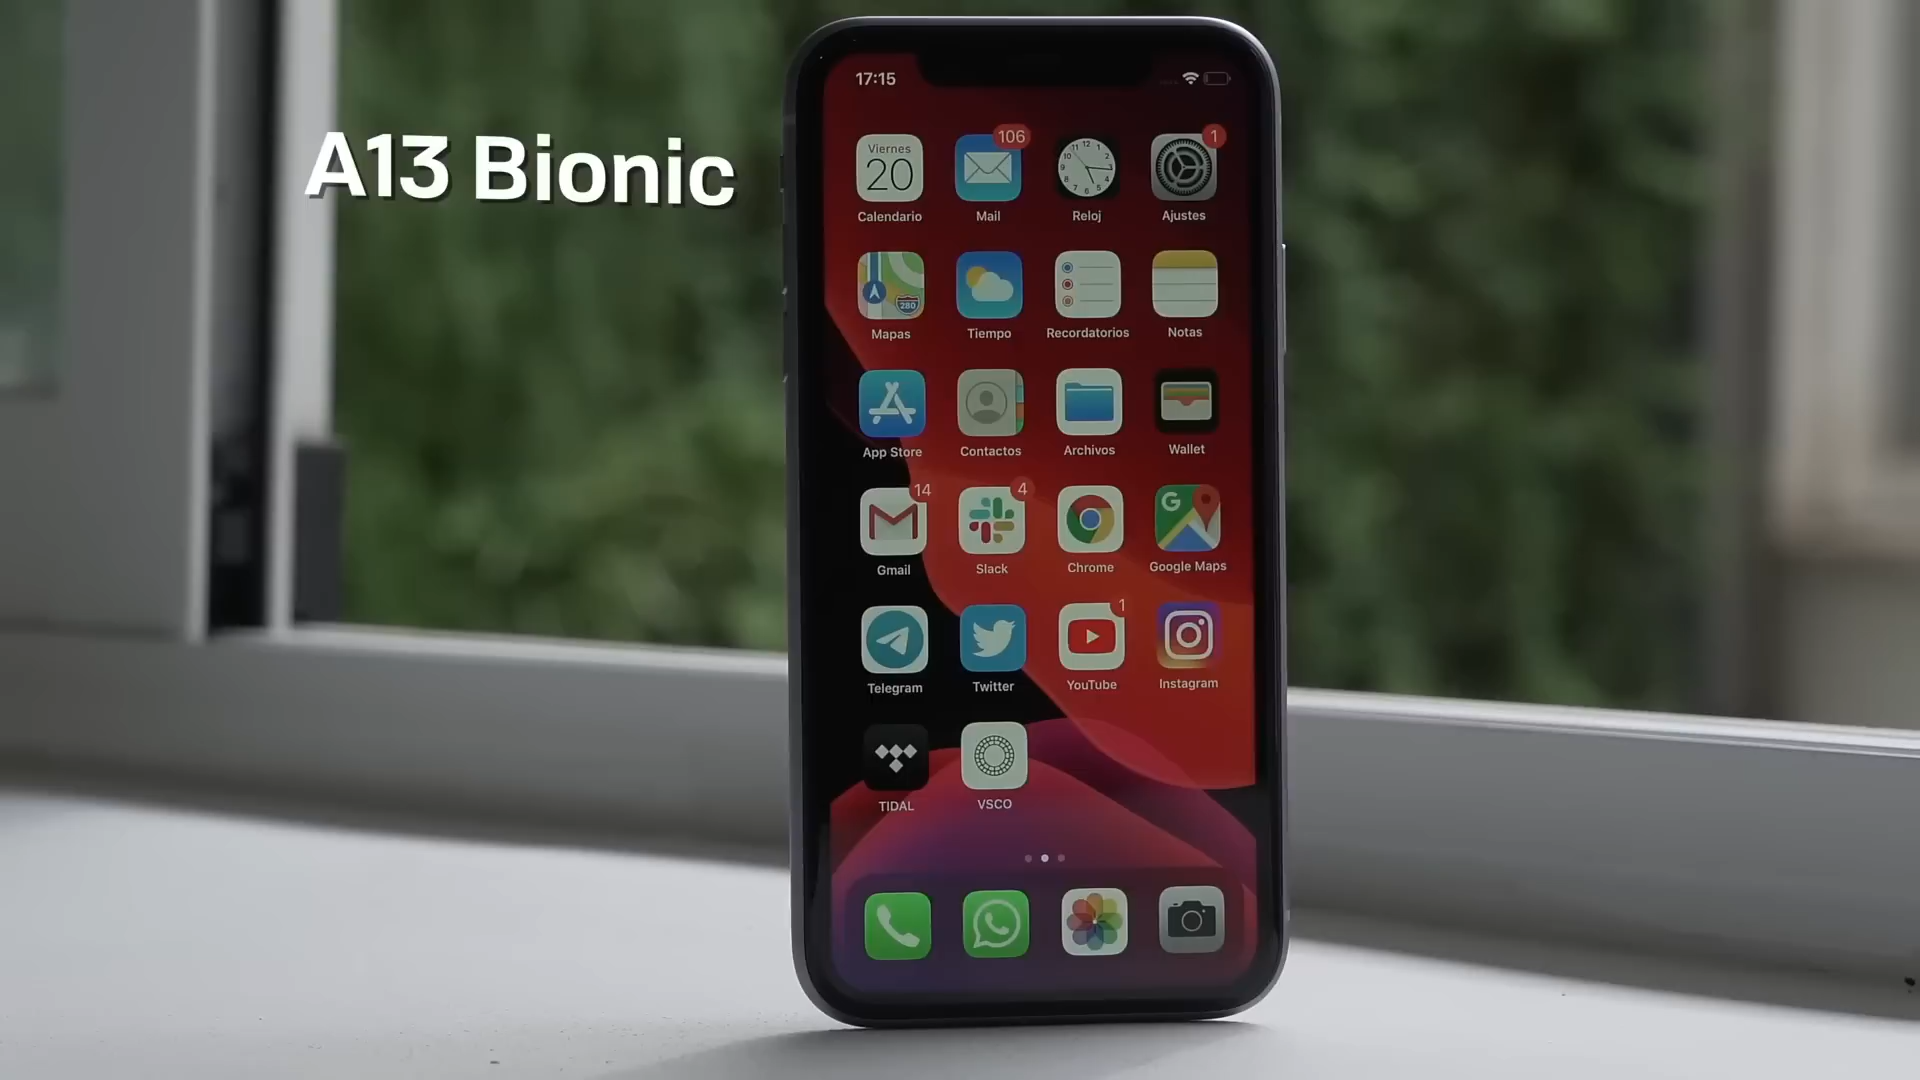 A13 Bionic
17:15
106
1
Viernes
20
Calendario Mail Reloj Ajustes
280
Mapas Tiempo Recordatorios Notas
App Store Contactos Archivos Wallet
14 4
G
Gmail Slack Chrome Google Maps
1
Telegram Twitter YouTube Instagram
TIDAL VSCO